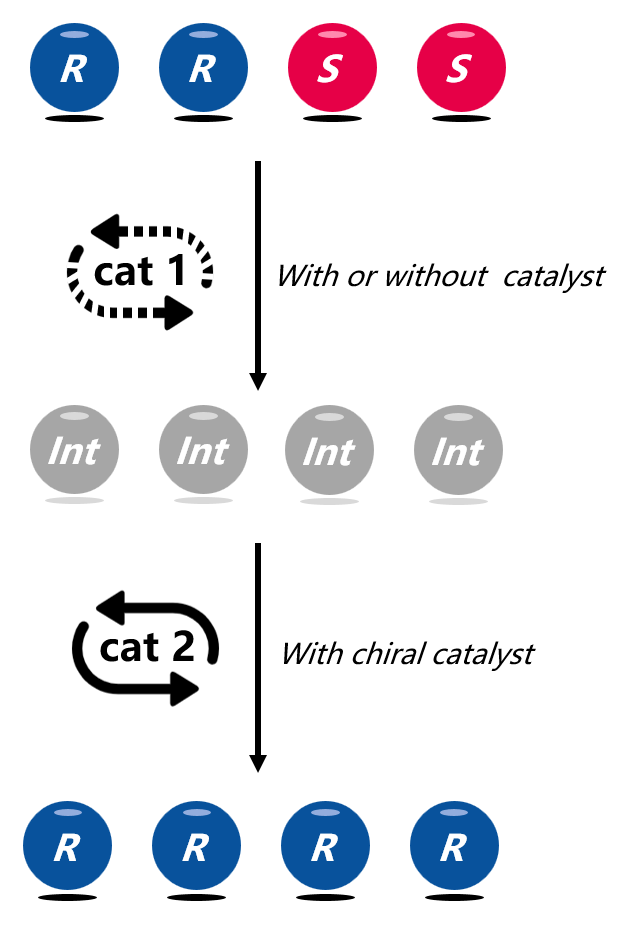 R R S S
cat 1
With or without catalyst
Int Int Int Int
cat 2
With chiral catalyst
R R R R